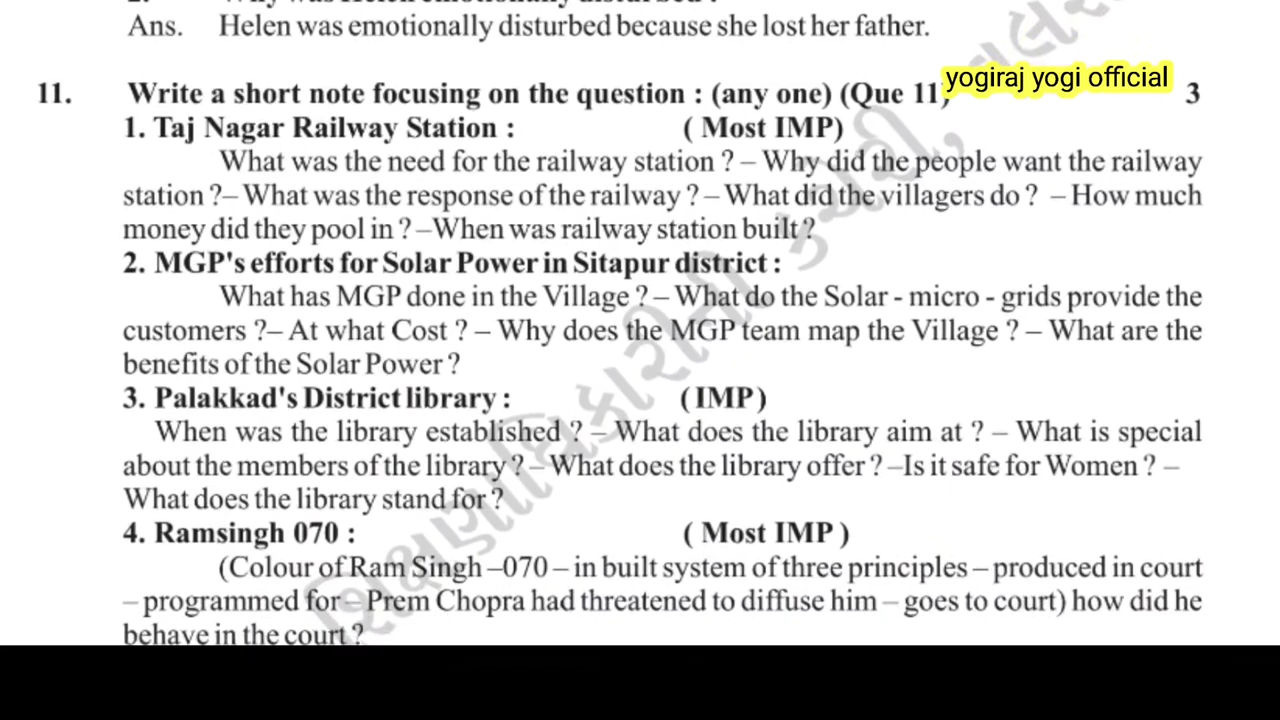 Ans. Helen was emotionally disturbed because she lost her father.
yogiraj yogi official
11. Write a short note focusing on the question : (any one) (Que 11) 3
1. Taj Nagar Railway Station : ( Most IMP)
What was the need for the railway station ? – Why did the people want the railway
station ?– What was the response of the railway ? – What did the villagers do ? – How much
money did they pool in ? –When was railway station built ?
2. MGP's efforts for Solar Power in Sitapur district :
What has MGP done in the Village ? – What do the Solar - micro - grids provide the
customers ?– At what Cost ? – Why does the MGP team map the Village ? – What are the
benefits of the Solar Power ?
3. Palakkad's District library : (IMP)
When was the library established ? – What does the library aim at ? – What is special
about the members of the library ? – What does the library offer ? –Is it safe for Women ? –
What does the library stand for ?
4. Ramsingh 070 : ( Most IMP )
(Colour of Ram Singh –070 – in built system of three principles – produced in court
– programmed for – Prem Chopra had threatened to diffuse him – goes to court) how did he
behave in the court ?